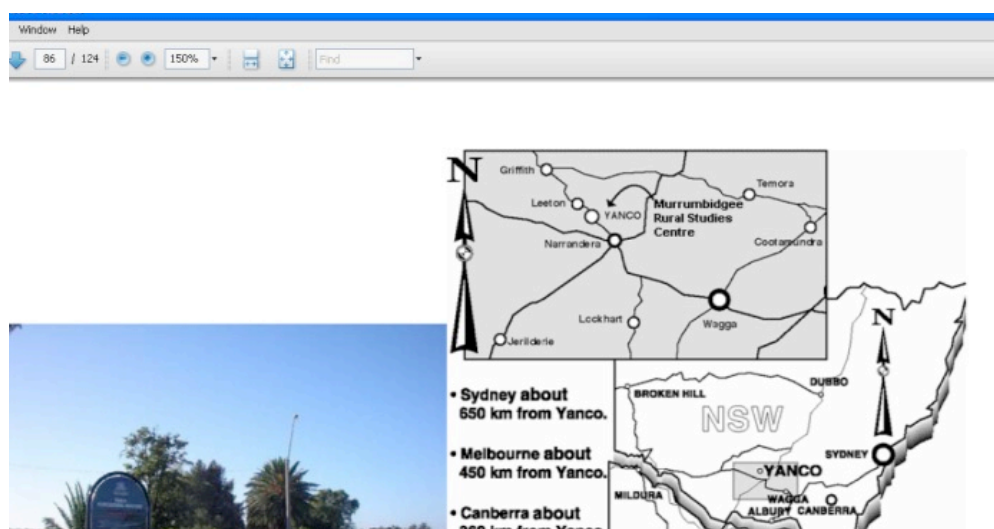 Window Help
86 / 124 150% Find
N
Griffith
Temora
Leeton
YANCO
Murrumbidgee
Rural Studies
Centre
Narrandera
Cootamundra
Lockhart
Wagga
Jerilderie
N
• Sydney about
650 km from Yanco.
• Melbourne about
450 km from Yanco.
• Canberra about
BROKEN HILL
DUBBO
NSW
SYDNEY
YANCO
MILDURA
WAGGA
ALBURY CANBERRA